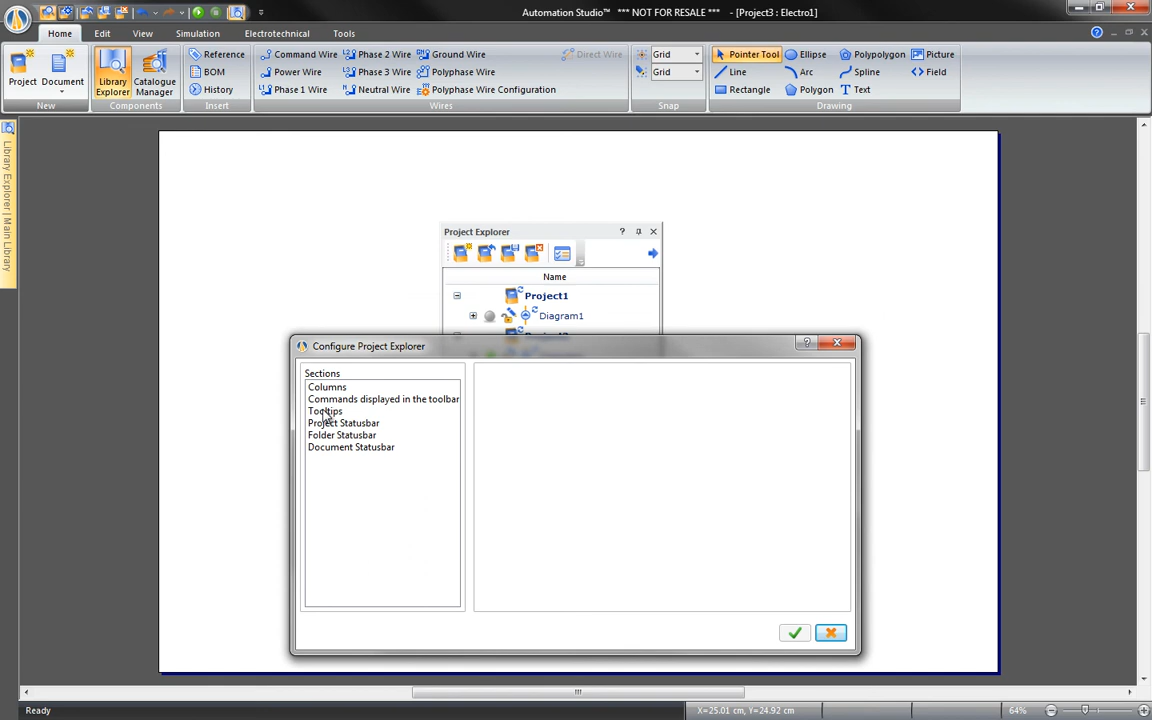 Automation Studio™ *** NOT FOR RESALE *** - [Project3 : Electro1]
Home Edit View Simulation Electrotechnical Tools
Project Document Library Explorer Catalogue Manager
Reference Command Wire Phase 2 Wire Ground Wire Direct Wire Grid Pointer Tool Ellipse Polypolygon Picture
BOM Power Wire Phase 3 Wire Polyphase Wire Grid Line Arc Spline Field
History Phase 1 Wire Neutral Wire Polyphase Wire Configuration Rectangle Polygon Text
New Components Insert Wires Snap Drawing
Library Explorer | Main Library
Project Explorer
Name
Project1
Diagram1
Configure Project Explorer
Sections
Columns
Commands displayed in the toolbar
Tooltips
Project Statusbar
Folder Statusbar
Document Statusbar
Ready X=25.01 cm, Y=24.92 cm 64%